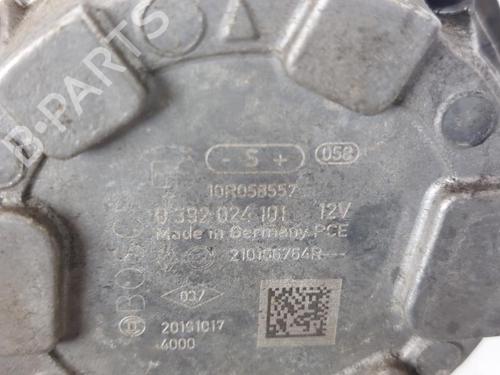 B-PARTS
- S +
058
10R058557
0 392 024 101 12V
Made in Germany PCE
210166764R---
BOSCH
037
20191017
4000